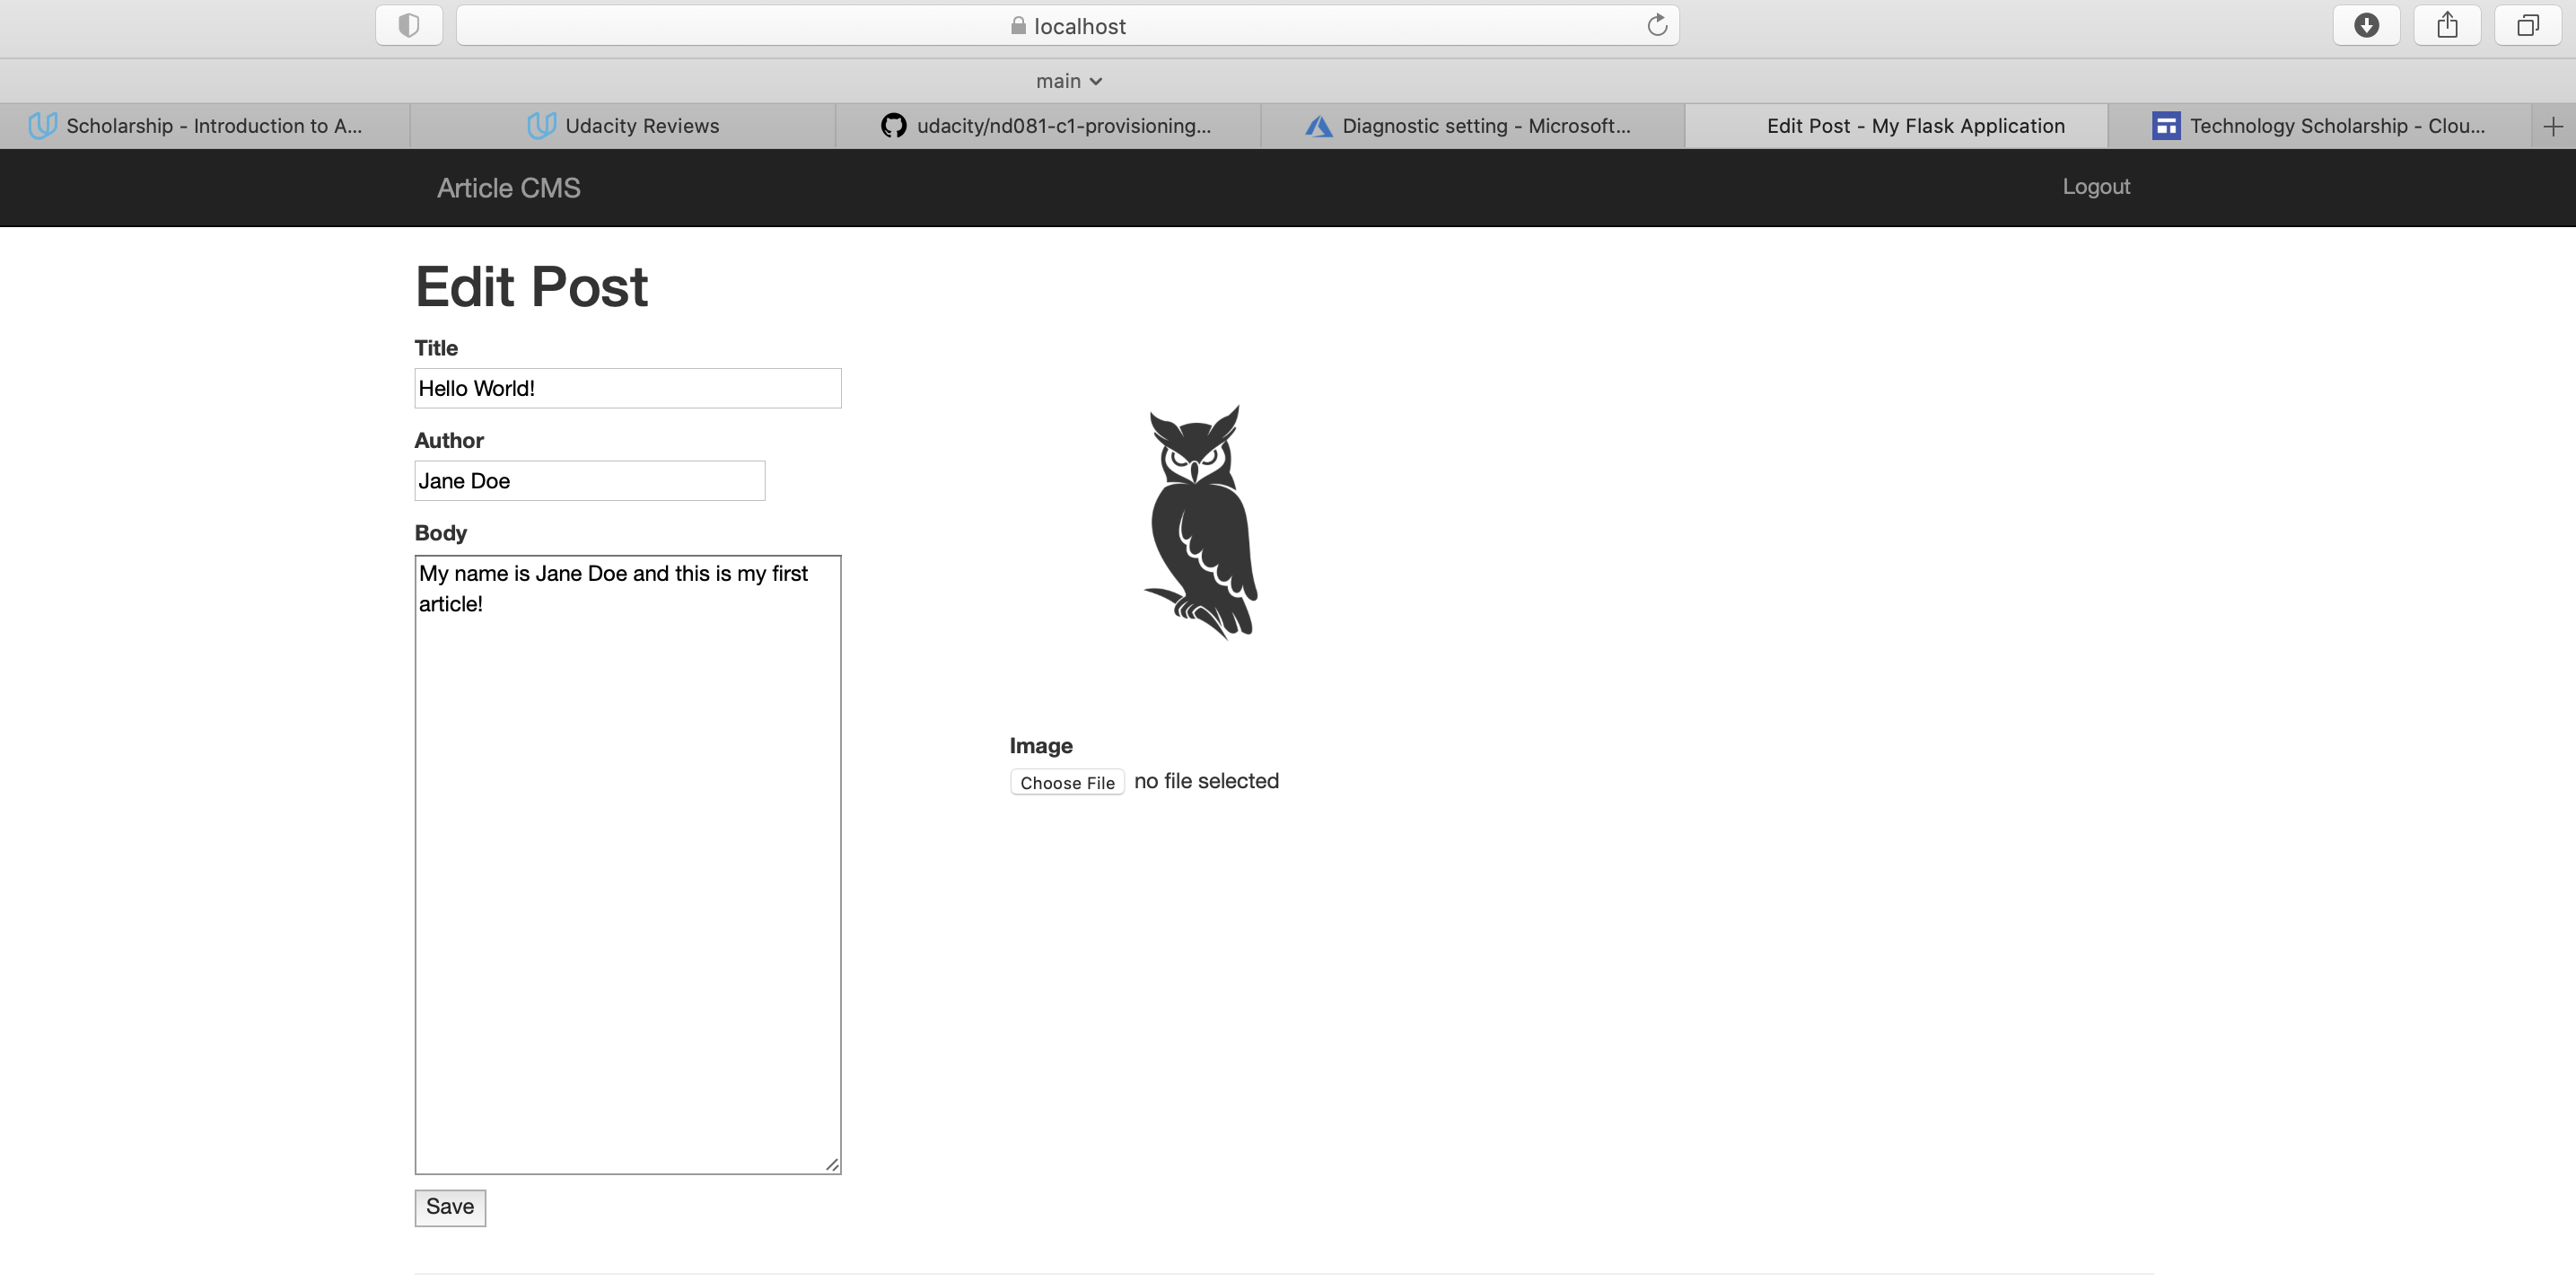 localhost
main
Scholarship - Introduction to A...
Udacity Reviews
udacity/nd081-c1-provisioning...
Diagnostic setting - Microsoft...
Edit Post - My Flask Application
Technology Scholarship - Clou...
Article CMS
Logout
Edit Post
Title
Hello World!
Author
Jane Doe
Body
My name is Jane Doe and this is my first
article!
Image
Choose File no file selected
Save